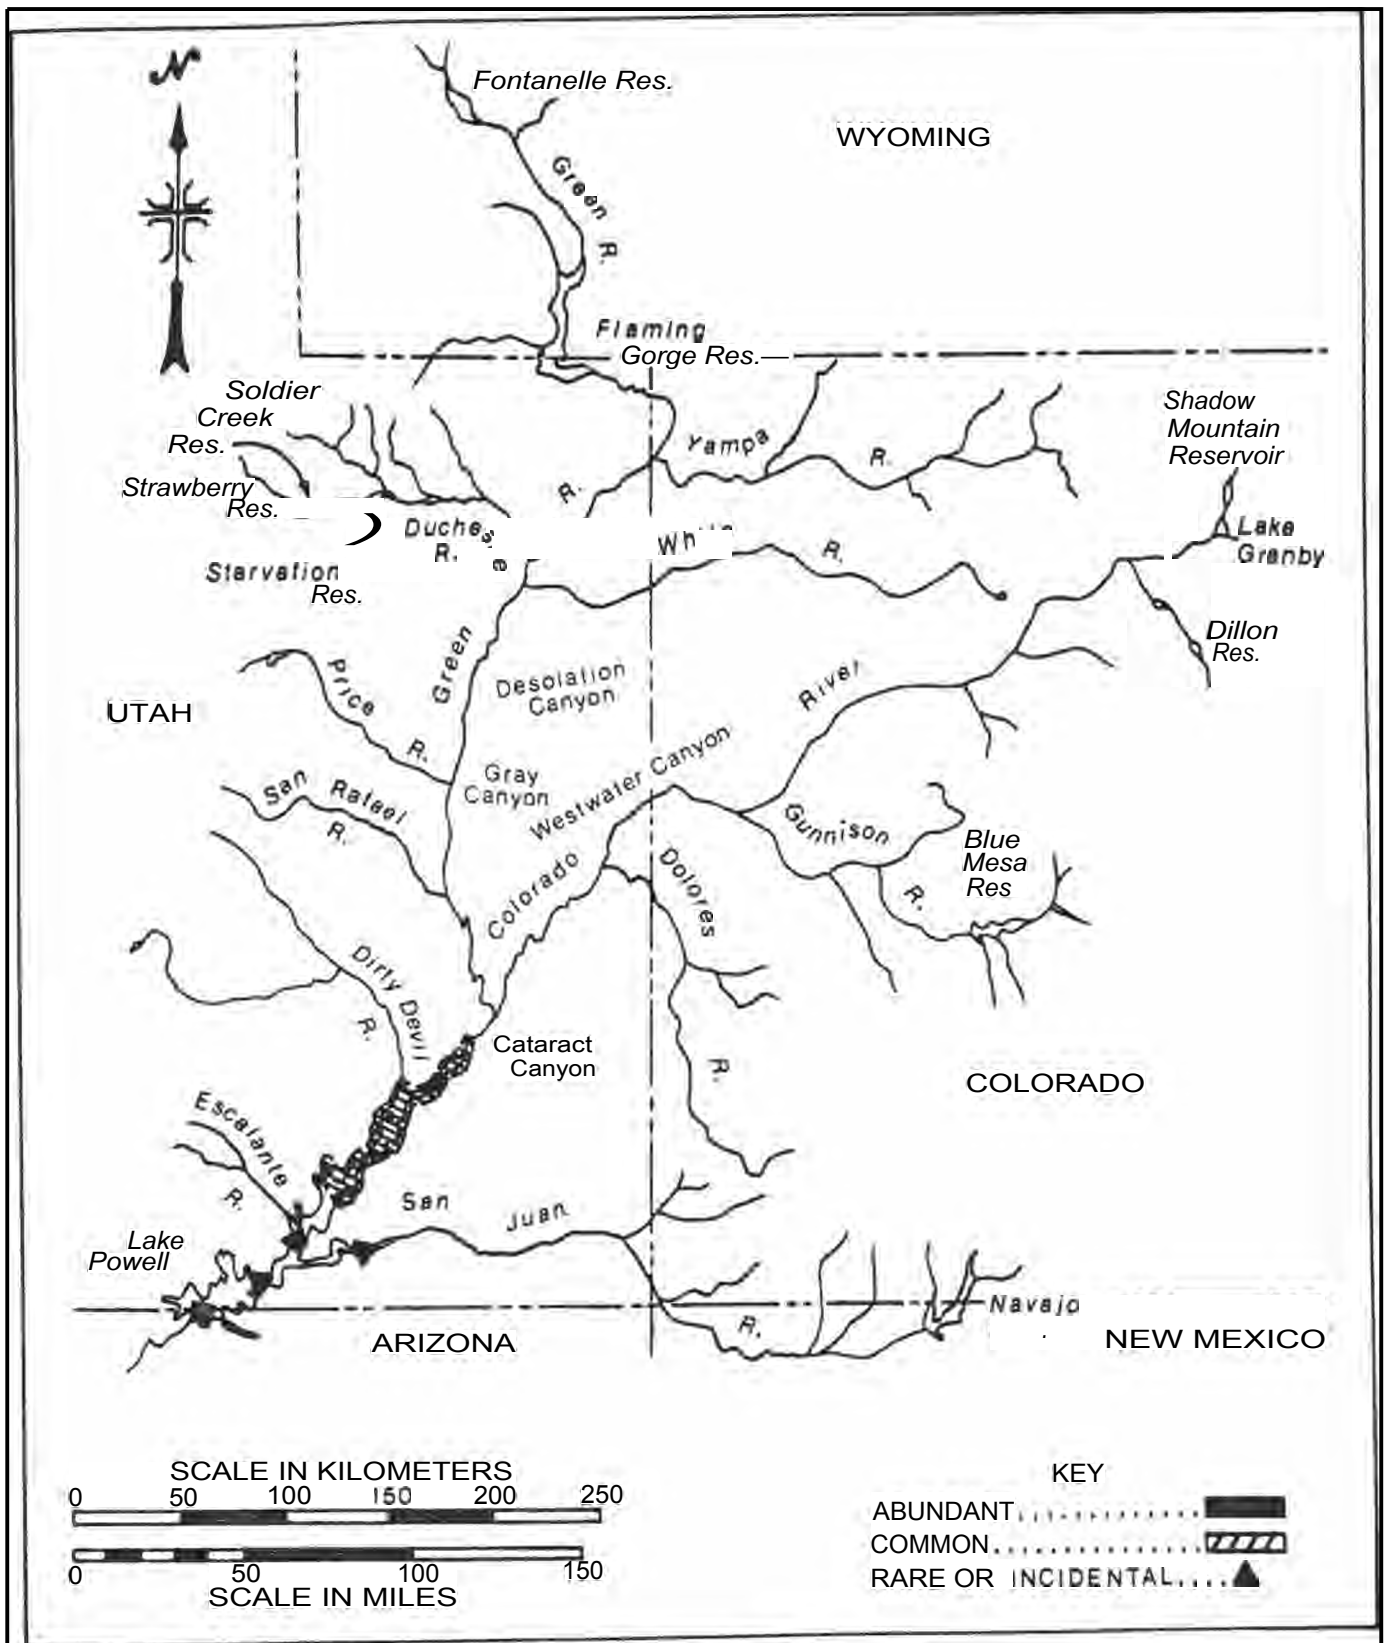 N
Fontanelle Res.
WYOMING
Green
R.
Flaming
Gorge Res.
Soldier
Creek
Res.
Strawberry
Res.
Starvation
Res.
Duchesne
R.
R.
Yampa
R.
Shadow
Mountain
Reservoir
Lake
Granby
R.
Dillon
Res.
UTAH
Price
R.
Green
Desolation
Canyon
Gray
Canyon
Westwater Canyon
River
San Rafael
R.
Colorado
Gunnison
R.
Blue
Mesa
Res
Dolores
R.
Dirty Devil
R.
Cataract
Canyon
COLORADO
Escalante
R.
San Juan
R.
Lake
Powell
Navajo
ARIZONA
NEW MEXICO
SCALE IN KILOMETERS
0 50 100 150 200 250
0 50 100 150
SCALE IN MILES
KEY
ABUNDANT
COMMON
RARE OR INCIDENTAL